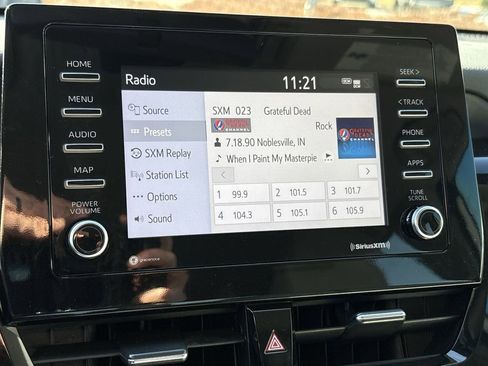 HOME
MENU
AUDIO
MAP
POWER
VOLUME
Radio
11:21
Source
Presets
SXM Replay
Station List
Options
Sound
SXM 023 Grateful Dead
CHANNEL
Rock
7.18.90 Noblesville, IN
When I Paint My Masterpie
1 99.9
2 101.5
3 101.7
4 104.3
5 105.1
6 105.9
SEEK >
< TRACK
PHONE
APPS
TUNE
SCROLL
gracenote
((SiriusXM))